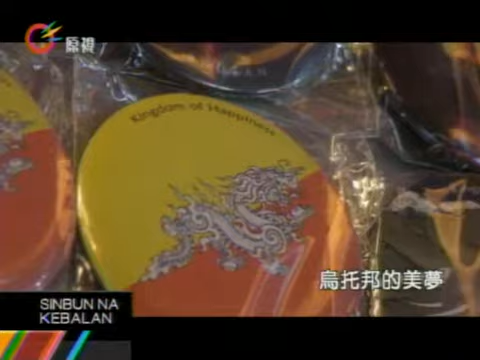 原視
Kingdom of Happiness
烏托邦的美夢
SINBUN NA
KEBALAN